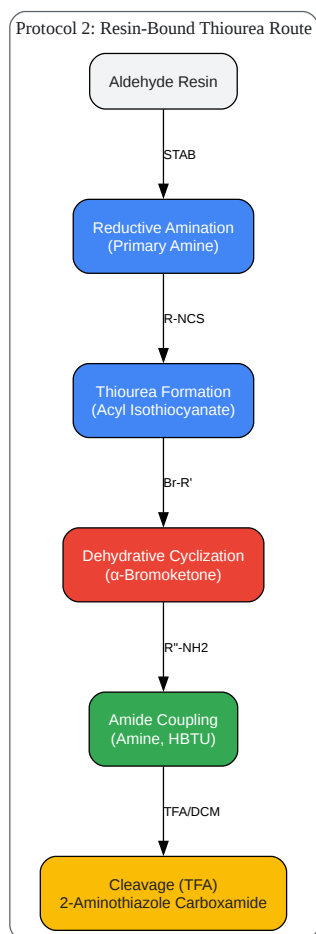 Protocol 2: Resin-Bound Thiourea Route
Aldehyde Resin
STAB
Reductive Amination
(Primary Amine)
R-NCS
Thiourea Formation
(Acyl Isothiocyanate)
Br-R'
Dehydrative Cyclization
(α-Bromoketone)
R''-NH2
Amide Coupling
(Amine, HBTU)
TFA/DCM
Cleavage (TFA)
2-Aminothiazole Carboxamide